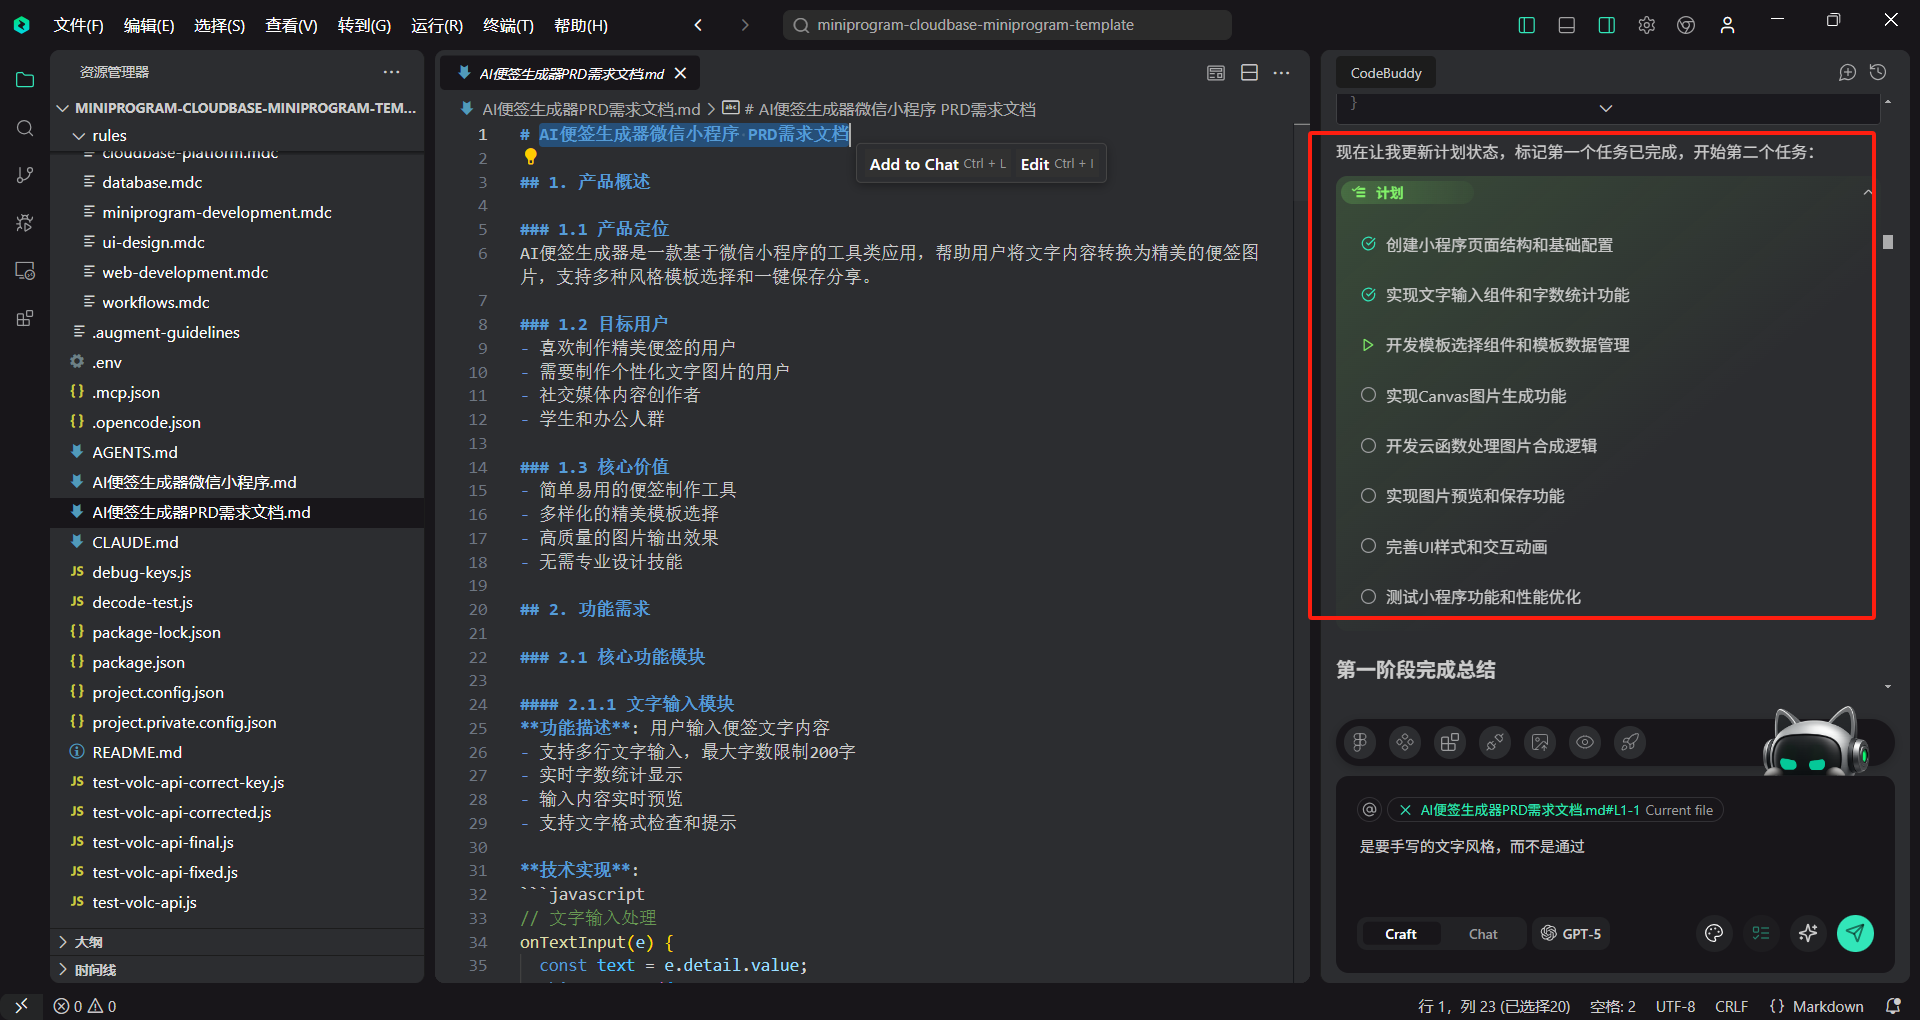 文件(F) 编辑(E) 选择(S) 查看(V) 转到(G) 运行(R) 终端(T) 帮助(H)
miniprogram-cloudbase-miniprogram-template
资源管理器
MINIPROGRAM-CLOUDBASE-MINIPROGRAM-TEM...
rules
cloudbase-platform.mdc
database.mdc
miniprogram-development.mdc
ui-design.mdc
web-development.mdc
workflows.mdc
.augment-guidelines
.env
.mcp.json
.opencode.json
AGENTS.md
AI便签生成器微信小程序.md
AI便签生成器PRD需求文档.md
CLAUDE.md
debug-keys.js
decode-test.js
package-lock.json
package.json
project.config.json
project.private.config.json
README.md
test-volc-api-correct-key.js
test-volc-api-corrected.js
test-volc-api-final.js
test-volc-api-fixed.js
test-volc-api.js
大纲
时间线
AI便签生成器PRD需求文档.md
AI便签生成器PRD需求文档.md > # AI便签生成器微信小程序 PRD需求文档
1 # AI便签生成器微信小程序 PRD需求文档
Add to Chat Ctrl + L Edit Ctrl + I
2
3 ## 1. 产品概述
4
5 ### 1.1 产品定位
6 AI便签生成器是一款基于微信小程序的工具类应用，帮助用户将文字内容转换为精美的便签图
片，支持多种风格模板选择和一键保存分享。
7
8 ### 1.2 目标用户
9 - 喜欢制作精美便签的用户
10 - 需要制作个性化文字图片的用户
11 - 社交媒体内容创作者
12 - 学生和办公人群
13
14 ### 1.3 核心价值
15 - 简单易用的便签制作工具
16 - 多样化的精美模板选择
17 - 高质量的图片输出效果
18 - 无需专业设计技能
19
20 ## 2. 功能需求
21
22 ### 2.1 核心功能模块
23
24 #### 2.1.1 文字输入模块
25 **功能描述**: 用户输入便签文字内容
26 - 支持多行文字输入，最大字数限制200字
27 - 实时字数统计显示
28 - 输入内容实时预览
29 - 支持文字格式检查和提示
30
31 **技术实现**:
32 ```javascript
33 // 文字输入处理
34 onTextInput(e) {
35 const text = e.detail.value;
CodeBuddy
}
现在让我更新计划状态，标记第一个任务已完成，开始第二个任务：
计划
创建小程序页面结构和基础配置
实现文字输入组件和字数统计功能
开发模板选择组件和模板数据管理
实现Canvas图片生成功能
开发云函数处理图片合成逻辑
实现图片预览和保存功能
完善UI样式和交互动画
测试小程序功能和性能优化
第一阶段完成总结
@ AI便签生成器PRD需求文档.md#L1-1 Current file
是要手写的文字风格，而不是通过
Craft Chat GPT-5
0 0
行 1，列 23 (已选择20) 空格: 2 UTF-8 CRLF {} Markdown